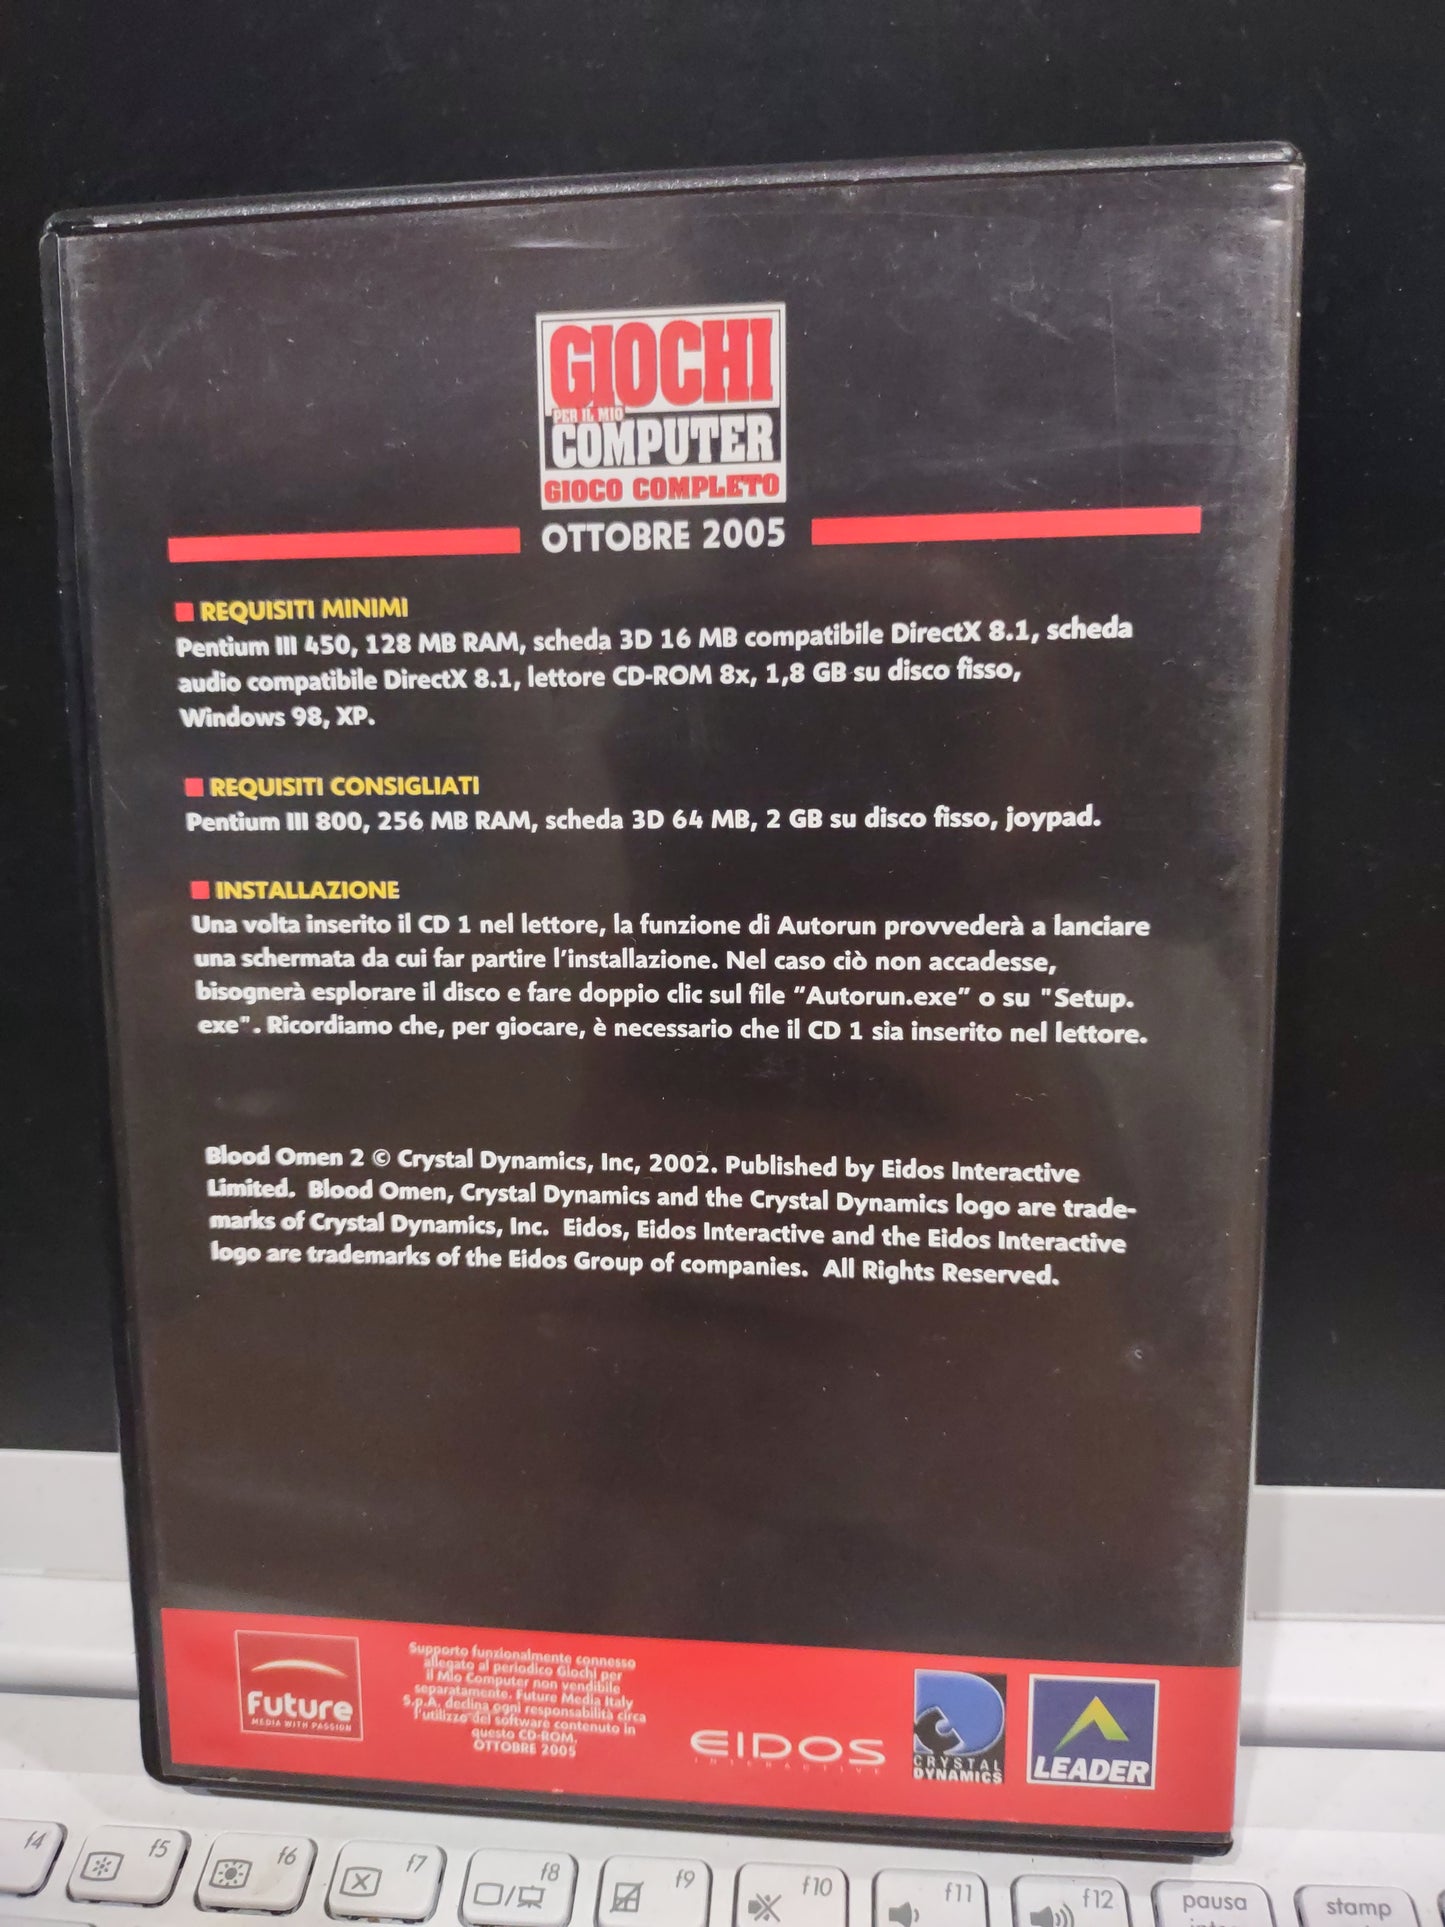 GIOCHI
PER IL MIO
COMPUTER
GIOCO COMPLETO
OTTOBRE 2005
REQUISITI MINIMI
Pentium III 450, 128 MB RAM, scheda 3D 16 MB compatibile DirectX 8.1, scheda
audio compatibile DirectX 8.1, lettore CD-ROM 8x, 1,8 GB su disco fisso,
Windows 98, XP.
REQUISITI CONSIGLIATI
Pentium III 800, 256 MB RAM, scheda 3D 64 MB, 2 GB su disco fisso, joypad.
INSTALLAZIONE
Una volta inserito il CD 1 nel lettore, la funzione di Autorun provvederà a lanciare
una schermata da cui far partire l'installazione. Nel caso ciò non accadesse,
bisognerà esplorare il disco e fare doppio clic sul file “Autorun.exe” o su "Setup.
exe". Ricordiamo che, per giocare, è necessario che il CD 1 sia inserito nel lettore.
Blood Omen 2 © Crystal Dynamics, Inc, 2002. Published by Eidos Interactive
Limited. Blood Omen, Crystal Dynamics and the Crystal Dynamics logo are trade-
marks of Crystal Dynamics, Inc. Eidos, Eidos Interactive and the Eidos Interactive
logo are trademarks of the Eidos Group of companies. All Rights Reserved.
Future
MEDIA WITH PASSION
Supporto funzionalmente connesso
allegato al periodico Giochi per
il Mio Computer non vendibile
separatamente. Future Media Italy
S.p.A. declina ogni responsabilità circa
l'utilizzo del software contenuto in
questo CD-ROM.
OTTOBRE 2005
EIDOS
INTERACTIVE
CRYSTAL
DYNAMICS
LEADER
f4 f5 f6 f7 f8 f9 f10 f11 f12 pausa stamp